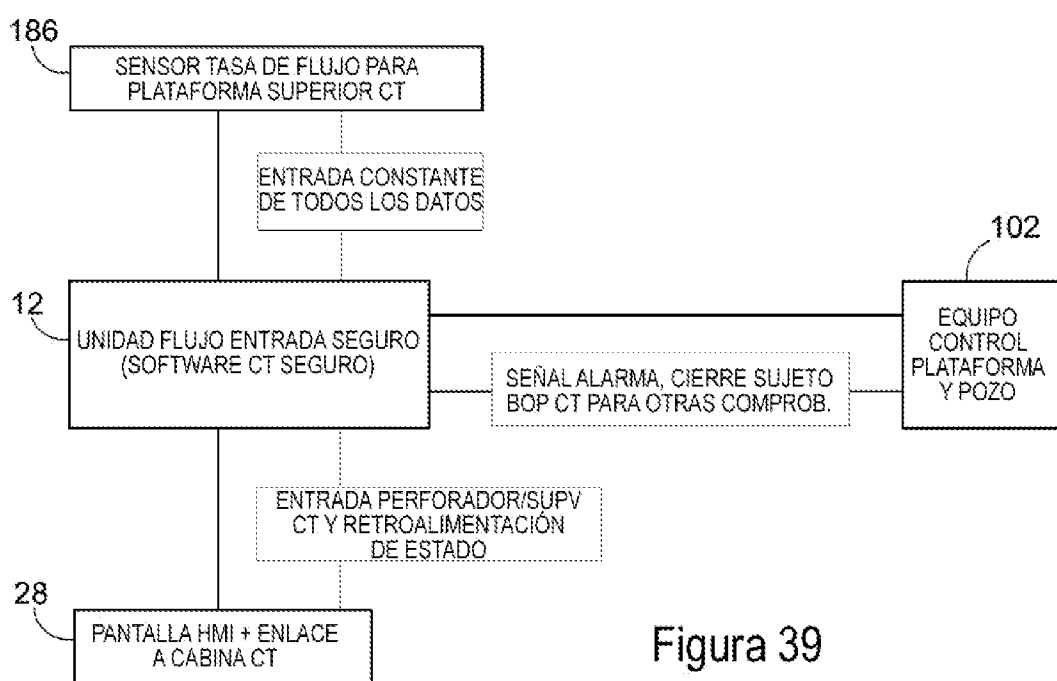 186
SENSOR TASA DE FLUJO PARA
PLATAFORMA SUPERIOR CT
ENTRADA CONSTANTE
DE TODOS LOS DATOS
102
12
UNIDAD FLUJO ENTRADA SEGURO
(SOFTWARE CT SEGURO)
EQUIPO
CONTROL
PLATAFORMA
Y POZO
SEÑAL ALARMA, CIERRE SUJETO
BOP CT PARA OTRAS COMPROB.
ENTRADA PERFORADOR/SUPV
CT Y RETROALIMENTACIÓN
DE ESTADO
28
PANTALLA HMI + ENLACE
A CABINA CT
Figura 39